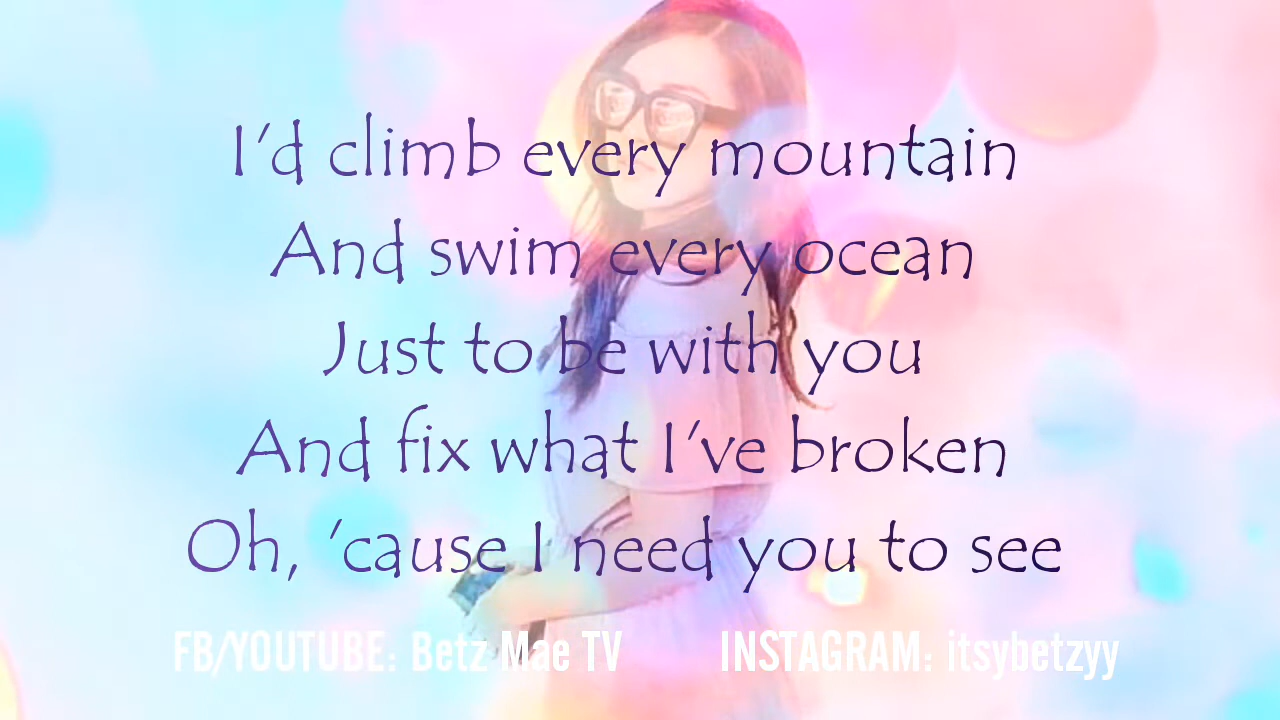 I'd climb every mountain
And swim every ocean
Just to be with you
And fix what I've broken
Oh, 'cause I need you to see
FB/YOUTUBE: Betz Mae TV INSTAGRAM: itsybetzyy